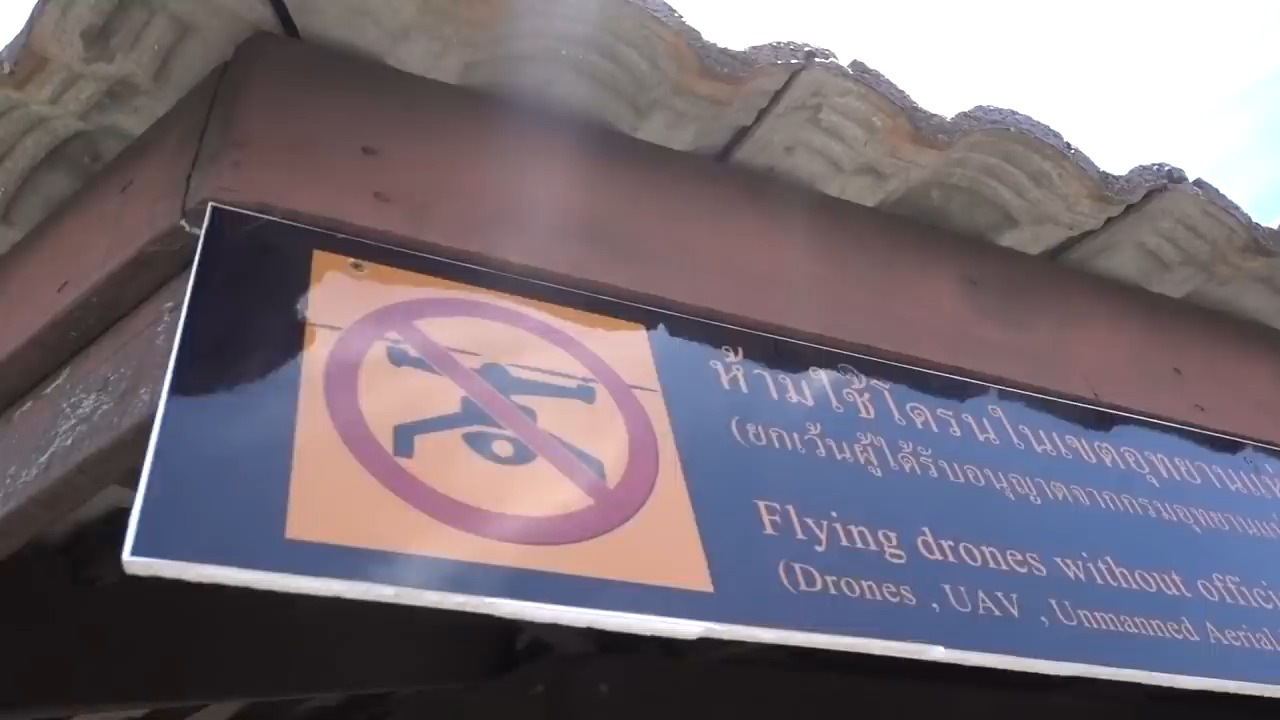 ห้ามใช้โดรนในเขตอุทยานแห่
(ยกเว้นผู้ได้รับอนุญาตจากกรมอุทยานแห่
Flying drones without offici
(Drones , UAV , Unmanned Aerial